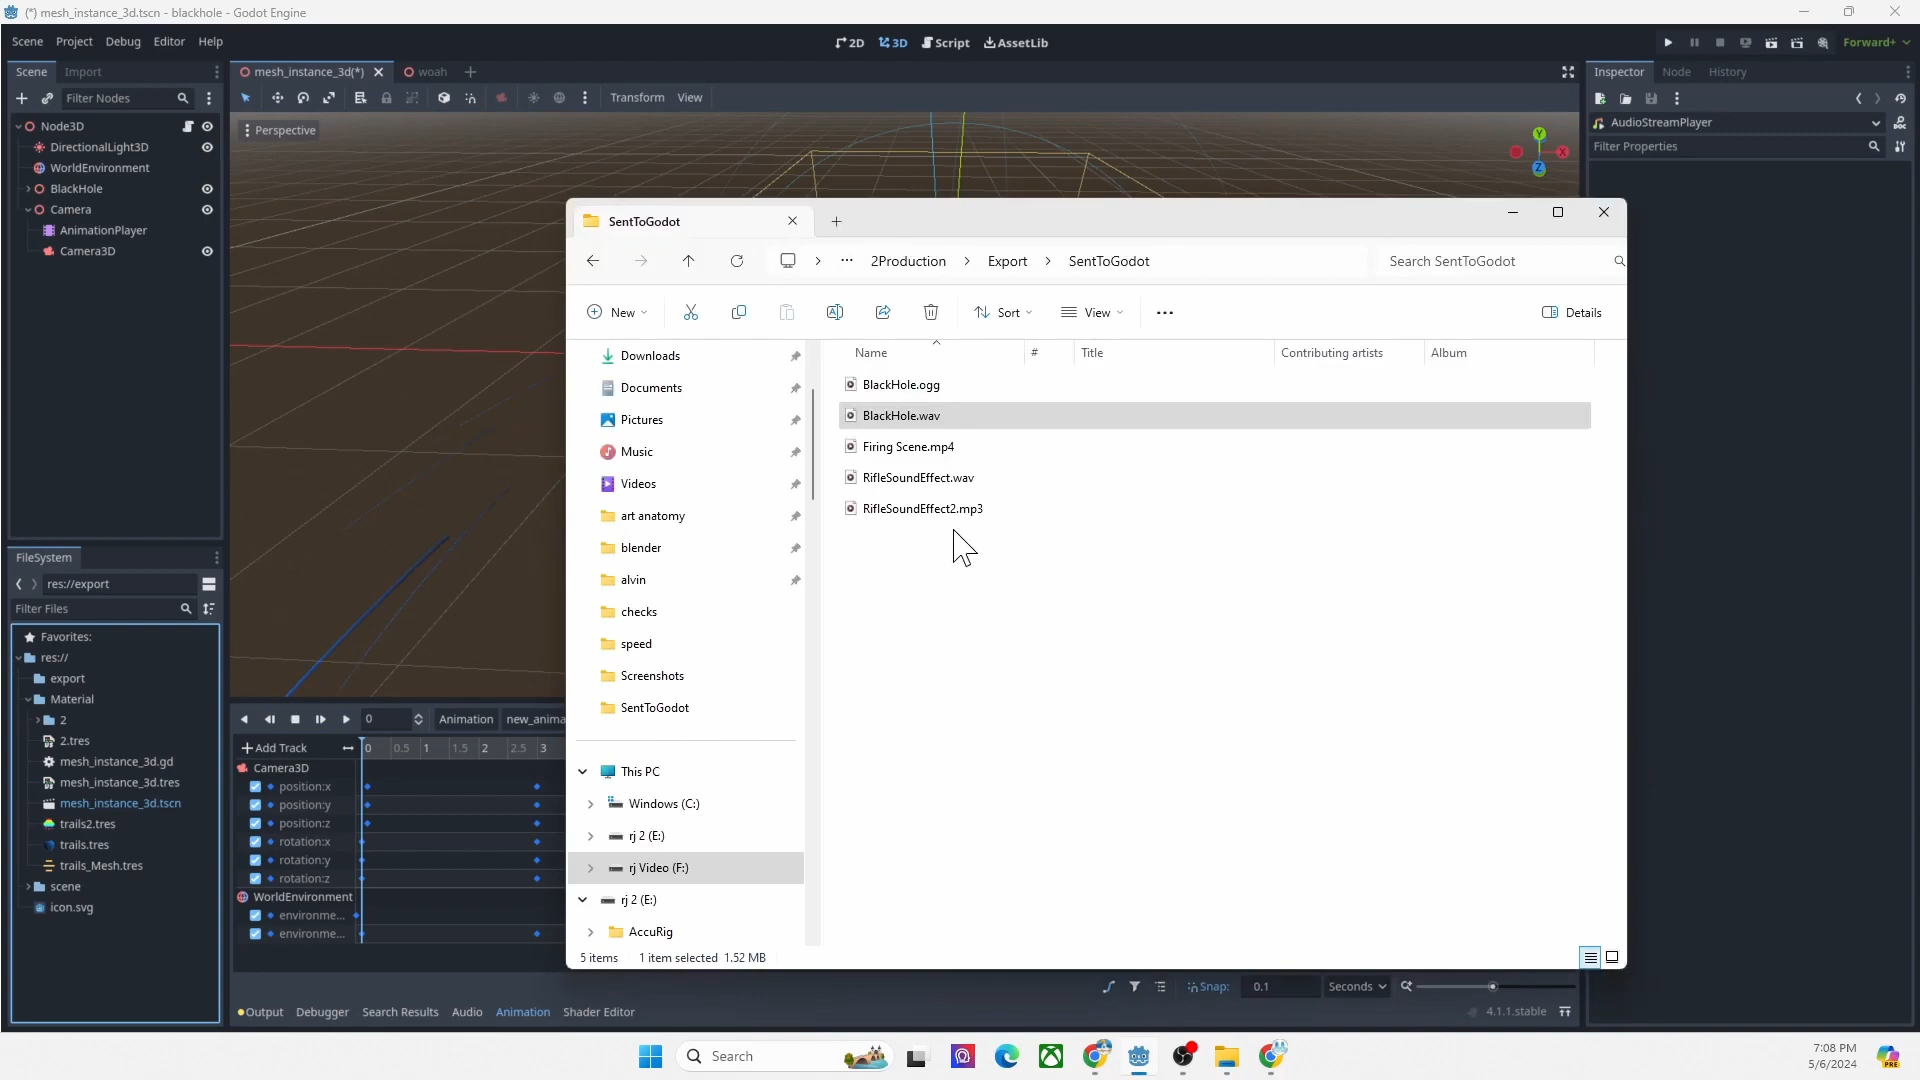 (*) mesh_instance_3d.tscn - blackhole - Godot Engine
Scene Project Debug Editor Help
2D 3D Script AssetLib
Forward+
Scene Import
mesh_instance_3d(*) woah
Inspector Node History
Filter Nodes
Transform View
Node3D
DirectionalLight3D
WorldEnvironment
BlackHole
Camera
AnimationPlayer
Camera3D
Perspective
Y
X
Z
AudioStreamPlayer
Filter Properties
SentToGodot
2Production Export SentToGodot
Search SentToGodot
New
Sort
View
Details
Downloads
Documents
Pictures
Music
Videos
art anatomy
blender
alvin
checks
speed
Screenshots
SentToGodot
This PC
Windows (C:)
rj 2 (E:)
rj Video (F:)
rj 2 (E:)
AccuRig
Name # Title Contributing artists Album
BlackHole.ogg
BlackHole.wav
Firing Scene.mp4
RifleSoundEffect.wav
RifleSoundEffect2.mp3
5 items 1 item selected 1.52 MB
FileSystem
res://export
Filter Files
Favorites:
res://
export
Material
2
2.tres
mesh_instance_3d.gd
mesh_instance_3d.tres
mesh_instance_3d.tscn
trails2.tres
trails.tres
trails_Mesh.tres
scene
icon.svg
0 Animation new_anima
Add Track 0 0.5 1 1.5 2 2.5 3
Camera3D
position:x
position:y
position:z
rotation:x
rotation:y
rotation:z
WorldEnvironment
environme...
environme...
Snap: 0.1 Seconds
Output Debugger Search Results Audio Animation Shader Editor
4.1.1.stable
Search
PRE
7:08 PM
5/6/2024